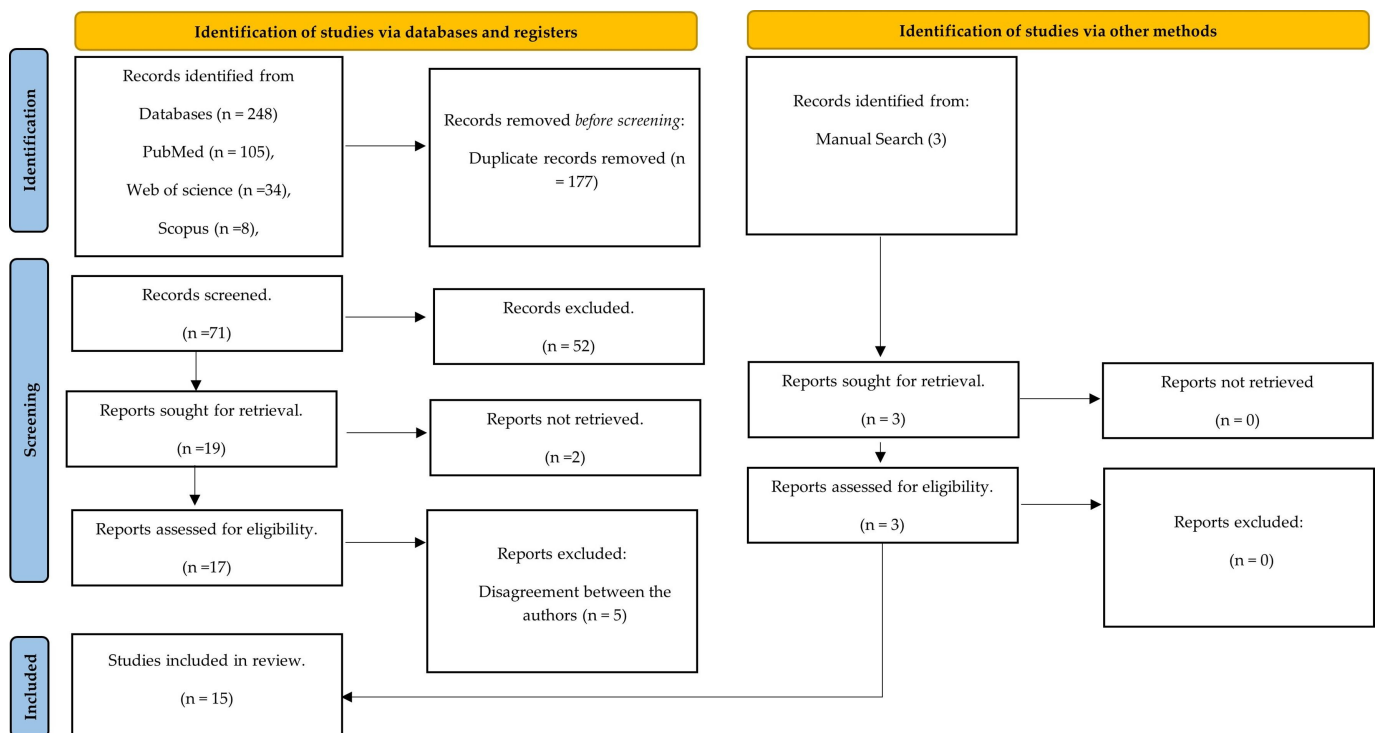 Identification of studies via databases and registers
Identification of studies via other methods
Identification
Records identified from
Databases (n = 248)
PubMed (n = 105),
Web of science (n =34),
Scopus (n =8),
Records removed before screening:
Duplicate records removed (n
= 177)
Records identified from:
Manual Search (3)
Screening
Records screened.
(n =71)
Records excluded.
(n = 52)
Reports sought for retrieval.
(n =19)
Reports not retrieved.
(n =2)
Reports sought for retrieval.
(n = 3)
Reports not retrieved
(n = 0)
Reports assessed for eligibility.
(n =17)
Reports excluded:
Disagreement between the
authors (n = 5)
Reports assessed for eligibility.
(n = 3)
Reports excluded:
(n = 0)
Included
Studies included in review.
(n = 15)